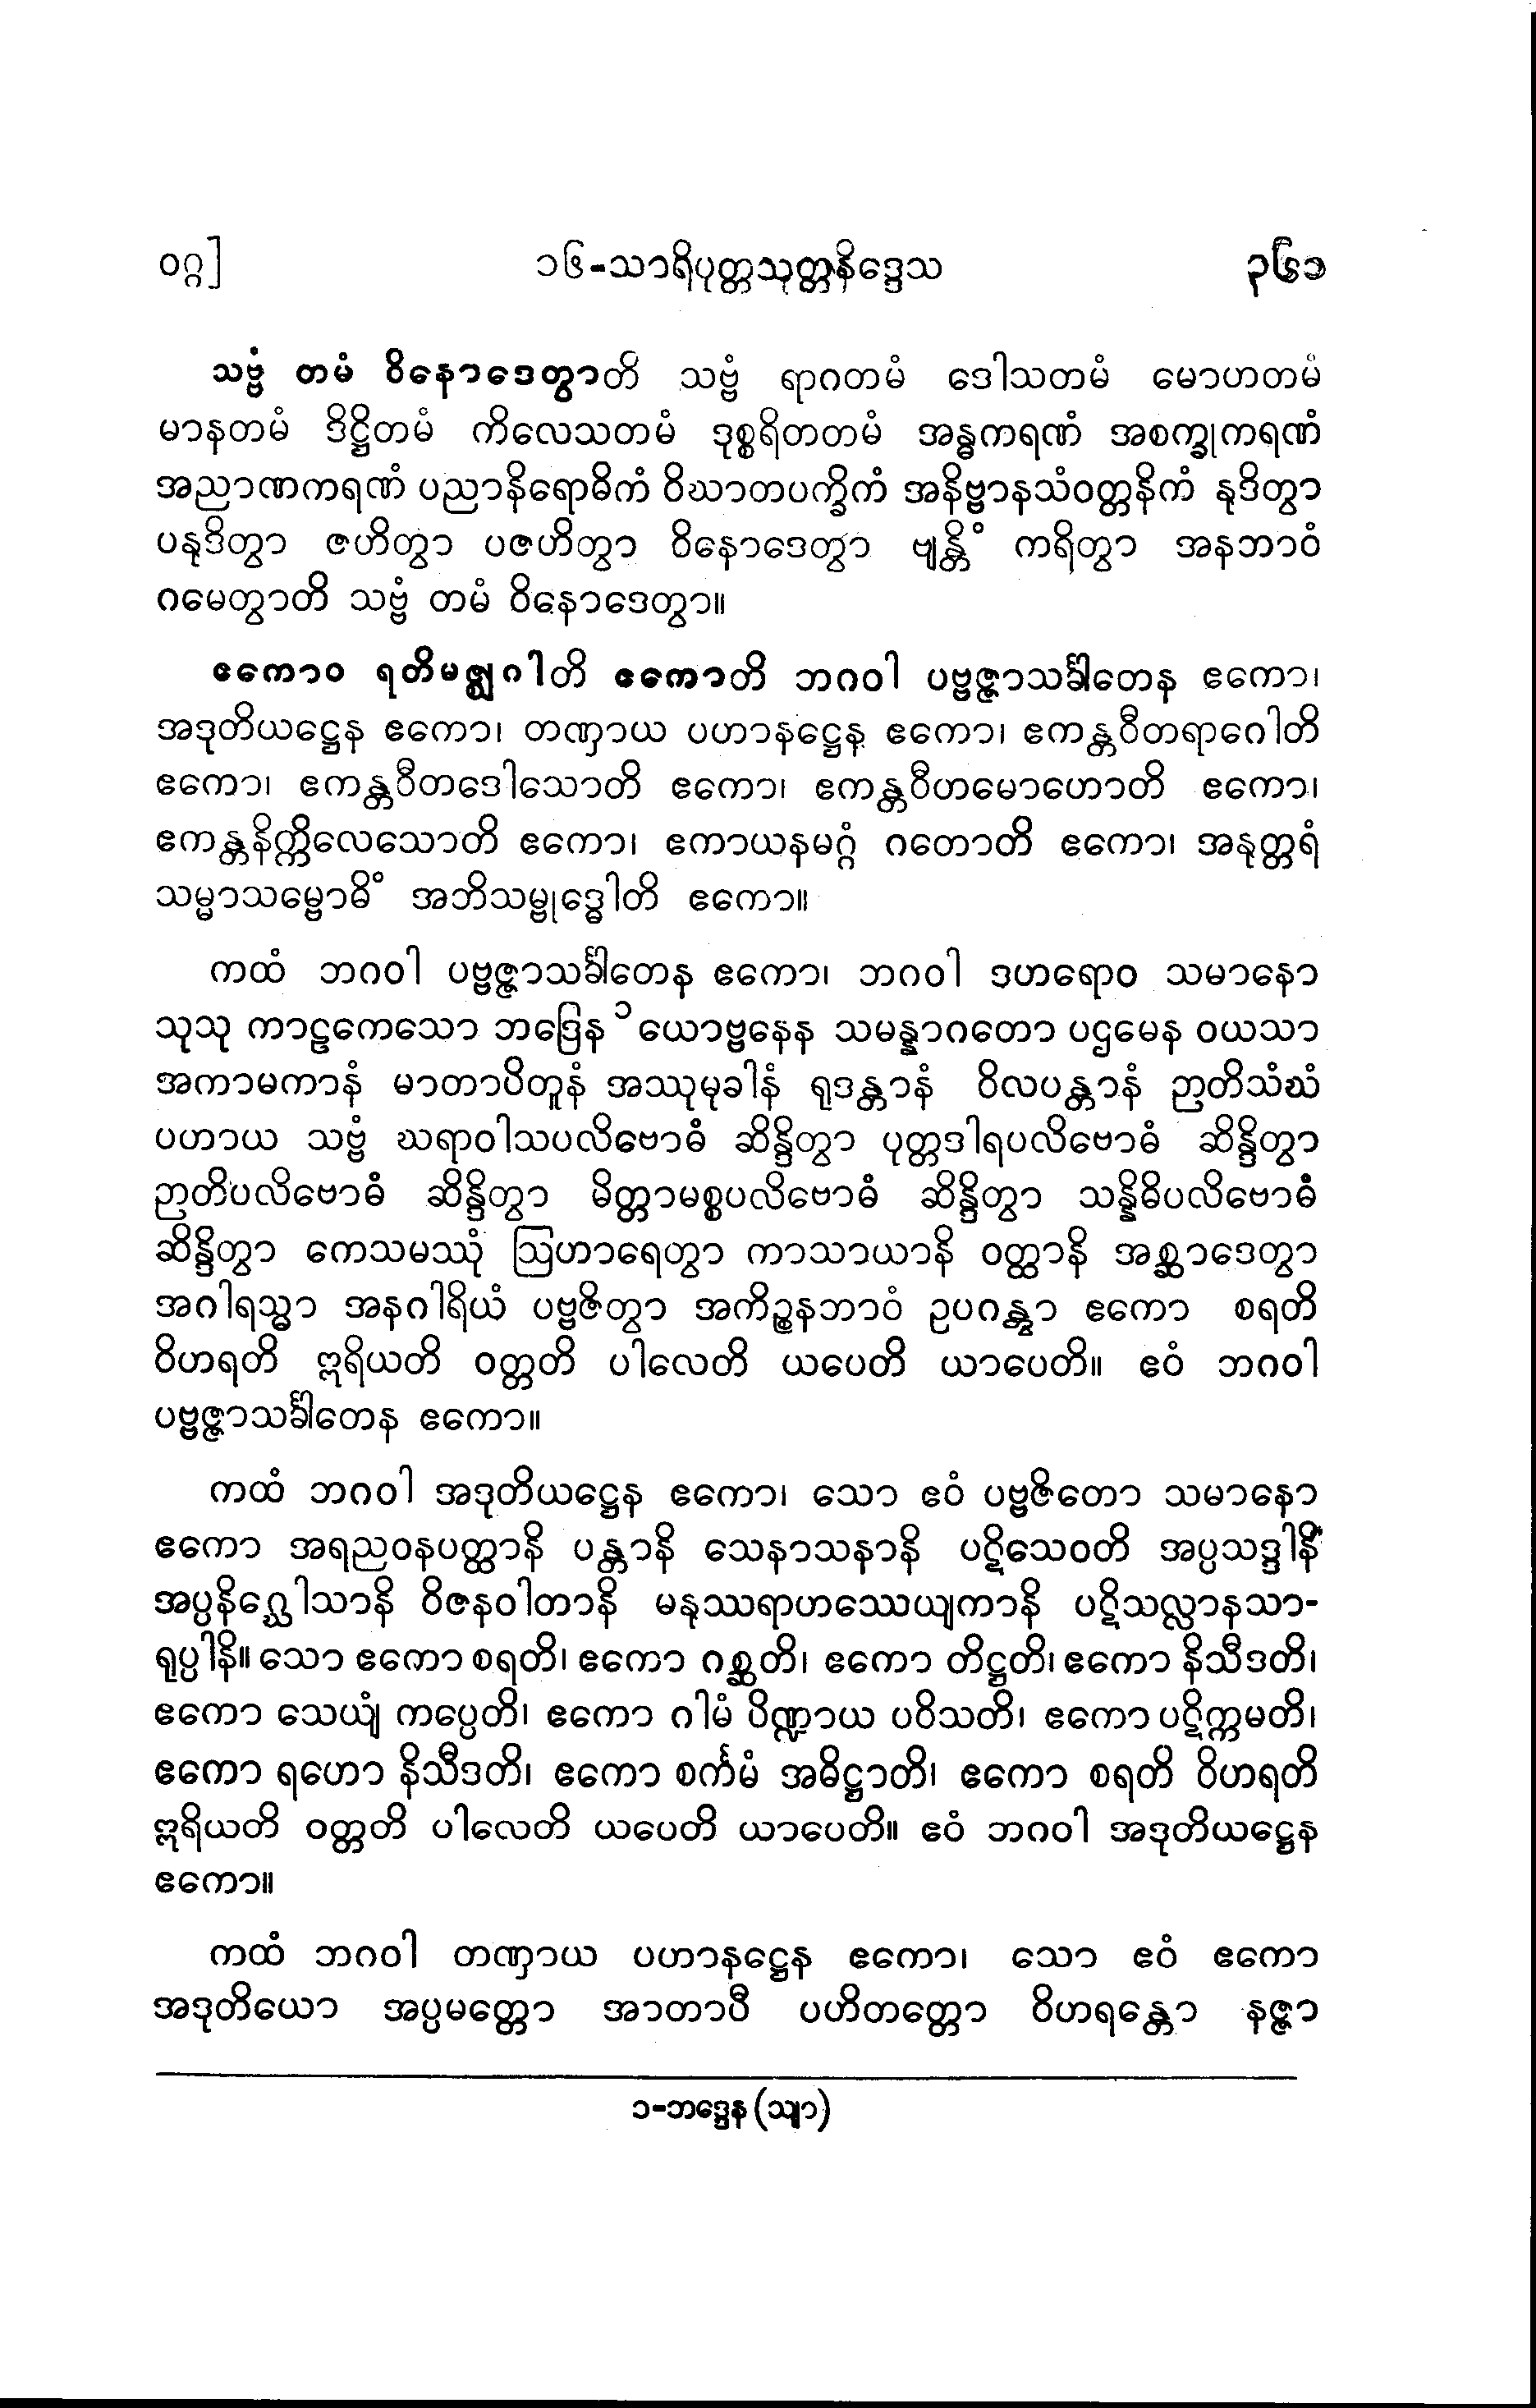 ဝဂ္ဂ]
၁၆-သာရိပုတ္တသုတ္တနိဒ္ဒေသ
၃၆၁
သဗ္ဗံ တမံ ဝိနောဒေတွာတိ သဗ္ဗံ ရာဂတမံ ဒေါသတမံ မောဟတမံ
မာနတမံ ဒိဋ္ဌိတမံ ကိလေသတမံ ဒုစ္စရိတတမံ အန္ဓကရဏံ အစက္ခုကရဏံ
အညာဏကရဏံ ပညာနိရောဓိကံ ဝိဃာတပက္ခိကံ အနိဗ္ဗာနသံဝတ္တနိကံ နုဒိတွာ
ပနုဒိတွာ ဇဟိတွာ ပဇဟိတွာ ဝိနောဒေတွာ ဗျန္တိံ ကရိတွာ အနဘာဝံ
ဂမေတွာတိ သဗ္ဗံ တမံ ဝိနောဒေတွာ။
ဧကောဝ ရတိမဇ္ဈဂါတိ ဧကောတိ ဘဂဝါ ပဗ္ဗဇ္ဇာသင်္ခါတေန ဧကော၊
အဒုတိယဋ္ဌေန ဧကော၊ တဏှာယ ပဟာနဋ္ဌေန ဧကော၊ ဧကန္တဝီတရာဂေါတိ
ဧကော၊ ဧကန္တဝီတဒေါသောတိ ဧကော၊ ဧကန္တဝီဟမောဟောတိ ဧကော၊
ဧကန္တနိက္ကိလေသောတိ ဧကော၊ ဧကာယနမဂ္ဂံ ဂတောတိ ဧကော၊ အနုတ္တရံ
သမ္မာသမ္ဗောဓိံ အဘိသမ္ဗုဒ္ဓေါတိ ဧကော။
ကထံ ဘဂဝါ ပဗ္ဗဇ္ဇာသင်္ခါတေန ဧကော၊ ဘဂဝါ ဒဟရောဝ သမာနော
သုသု ကာဠကေသော ဘဒြေန ၁ ယောဗ္ဗနေန သမန္နာဂတော ပဌမေန ဝယသာ
အကာမကာနံ မာတာပိတူနံ အဿုမုခါနံ ရုဒန္တာနံ ဝိလပန္တာနံ ဉာတိသံဃံ
ပဟာယ သဗ္ဗံ ဃရာဝါသပလိဗောဓံ ဆိန္ဒိတွာ ပုတ္တဒါရပလိဗောဓံ ဆိန္ဒိတွာ
ဉာတိပလိဗောဓံ ဆိန္ဒိတွာ မိတ္တာမစ္စပလိဗောဓံ ဆိန္ဒိတွာ သန္နိဓိပလိဗောဓံ
ဆိန္ဒိတွာ ကေသမဿုံ ဩဟာရေတွာ ကာသာယာနိ ဝတ္ထာနိ အစ္ဆာဒေတွာ
အဂါရသ္မာ အနဂါရိယံ ပဗ္ဗဇိတွာ အကိဉ္စနဘာဝံ ဥပဂန္တွာ ဧကော စရတိ
ဝိဟရတိ ဣရိယတိ ဝတ္တတိ ပါလေတိ ယပေတိ ယာပေတိ။ ဧဝံ ဘဂဝါ
ပဗ္ဗဇ္ဇာသင်္ခါတေန ဧကော။
ကထံ ဘဂဝါ အဒုတိယဋ္ဌေန ဧကော၊ သော ဧဝံ ပဗ္ဗဇိတော သမာနော
ဧကော အရညဝနပတ္ထာနိ ပန္တာနိ သေနာသနာနိ ပဋိသေဝတိ အပ္ပသဒ္ဒါနိ
အပ္ပနိဂ္ဃေါသာနိ ဝိဇနဝါတာနိ မနုဿရာဟဿေယျကာနိ ပဋိသလ္လာနသာ-
ရုပ္ပါနိ။ သော ဧကော စရတိ၊ ဧကော ဂစ္ဆတိ၊ ဧကော တိဋ္ဌတိ၊ ဧကော နိသီဒတိ၊
ဧကော သေယျံ ကပ္ပေတိ၊ ဧကော ဂါမံ ပိဏ္ဍာယ ပဝိသတိ၊ ဧကော ပဋိက္ကမတိ၊
ဧကော ရဟော နိသီဒတိ၊ ဧကော စင်္ကမံ အဓိဋ္ဌာတိ၊ ဧကော စရတိ ဝိဟရတိ
ဣရိယတိ ဝတ္တတိ ပါလေတိ ယပေတိ ယာပေတိ။ ဧဝံ ဘဂဝါ အဒုတိယဋ္ဌေန
ဧကော။
ကထံ ဘဂဝါ တဏှာယ ပဟာနဋ္ဌေန ဧကော၊ သော ဧဝံ ဧကော
အဒုတိယော အပ္ပမတ္တော အာတာပီ ပဟိတတ္တော ဝိဟရန္တော နဇ္ဇာ
၁-ဘဒ္ဒေန (သျာ)